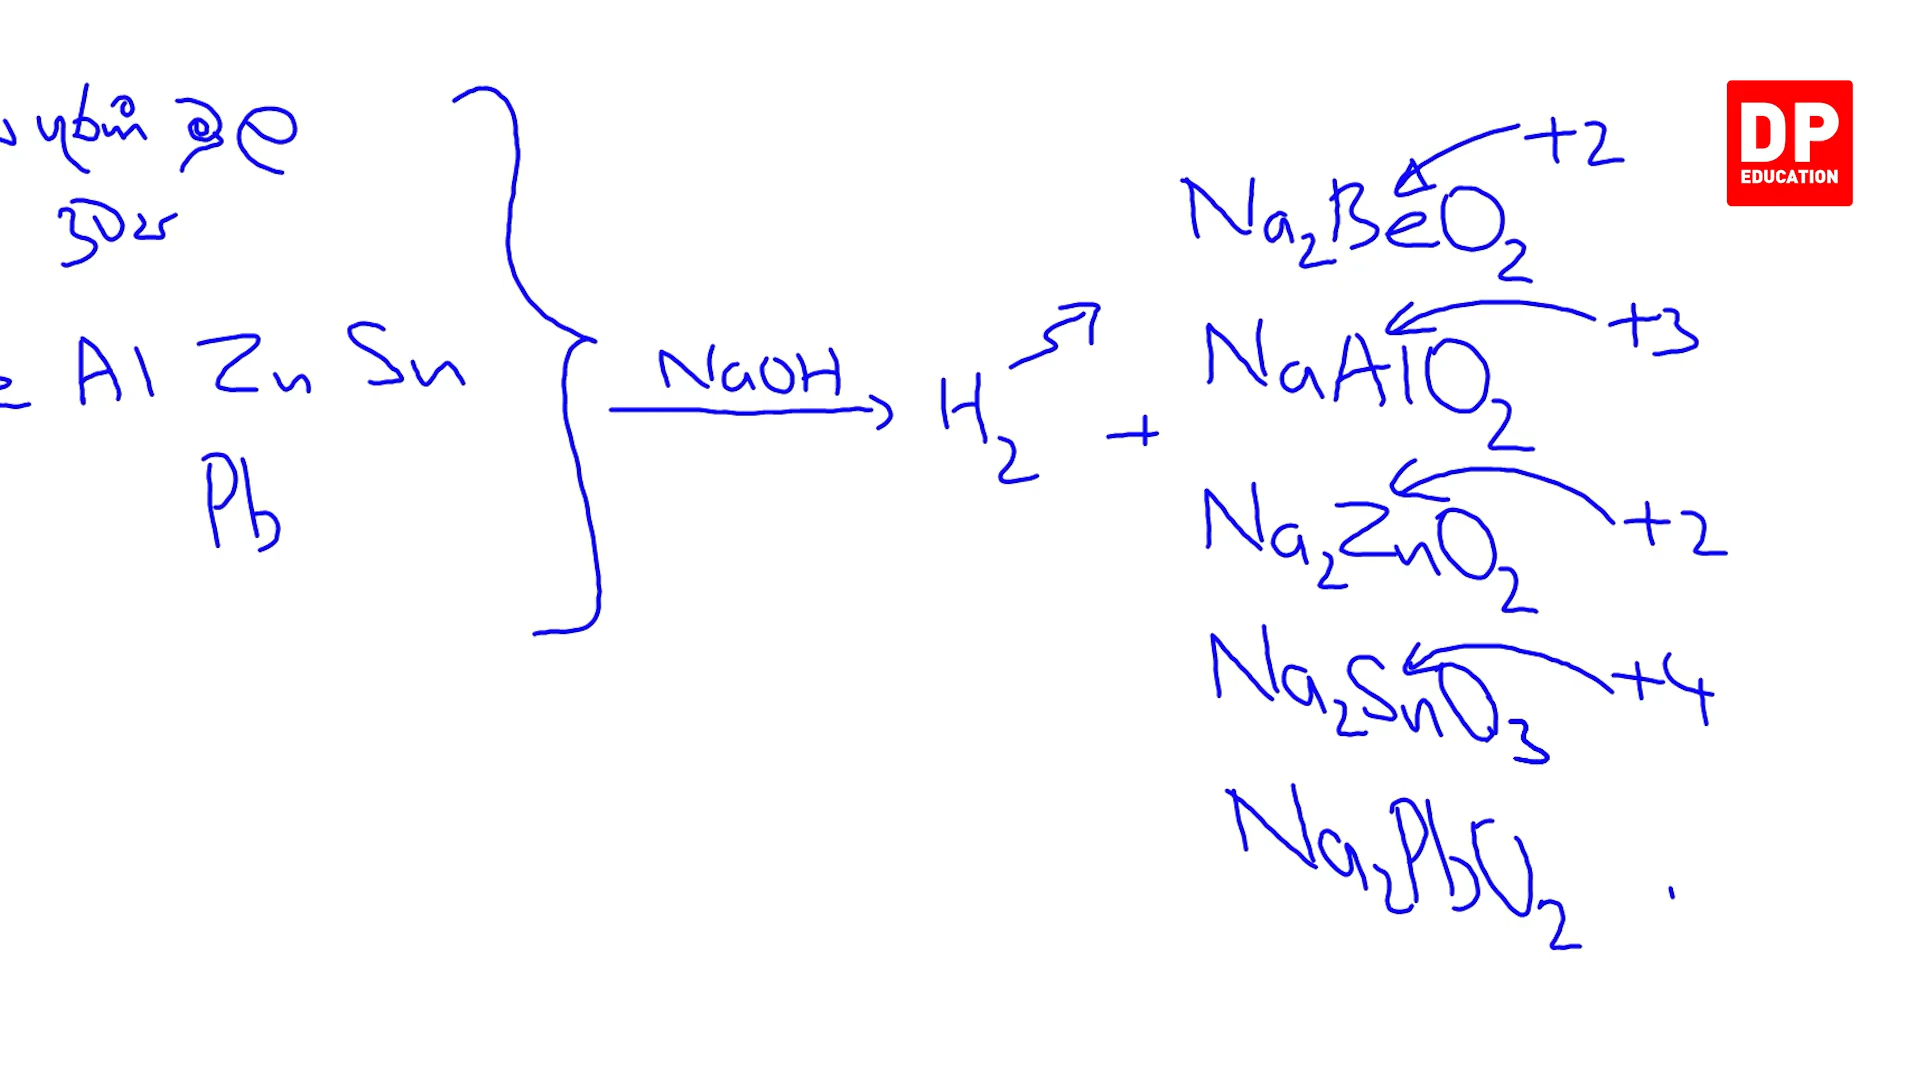 DP
EDUCATION
Al Zn Sn
Pb
NaOH
H₂ ↗ +
Na₂BeO₂ +2
NaAlO₂ +3
Na₂ZnO₂ +2
Na₂SnO₃ +4
Na₂PbO₂